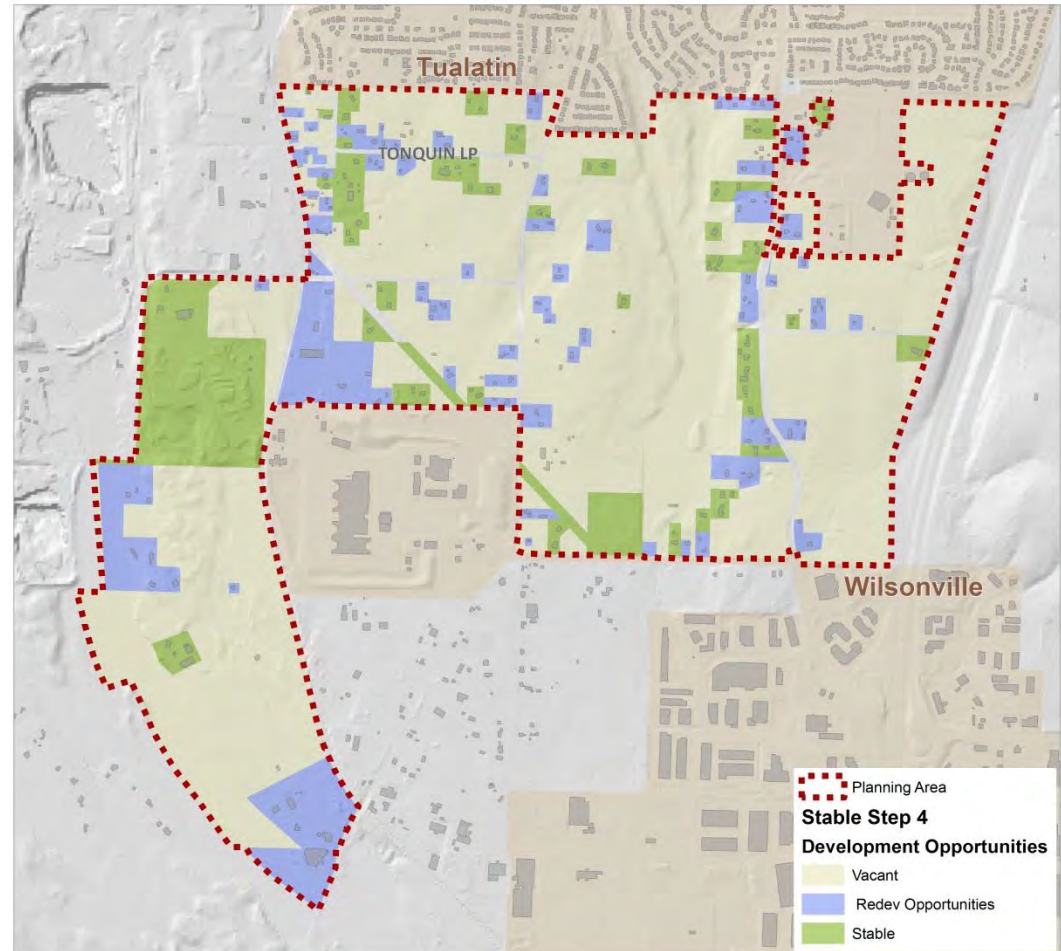 Tualatin
TONQUIN LP
Wilsonville
Planning Area
Stable Step 4
Development Opportunities
Vacant
Redev Opportunities
Stable